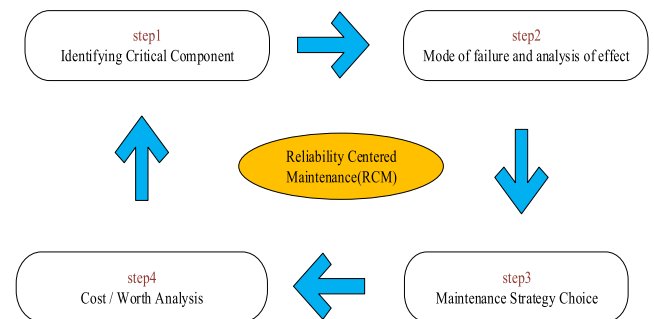 step1
Identifying Critical Component
step2
Mode of failure and analysis of effect
Reliability Centered
Maintenance(RCM)
step4
Cost / Worth Analysis
step3
Maintenance Strategy Choice